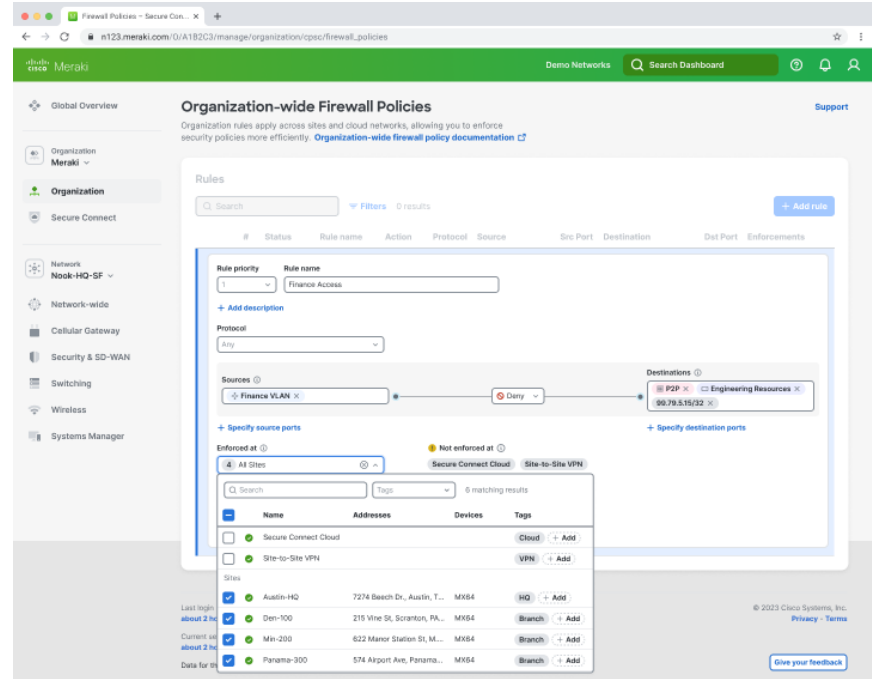 Firewall Policies – Secure Con...
n123.meraki.com/0/A1B2C3/manage/organization/cpsc/firewall_policies
cisco Meraki
Demo Networks
Search Dashboard
Global Overview
Organization
Meraki
Organization
Secure Connect
Network
Nook-HQ-SF
Network-wide
Cellular Gateway
Security & SD-WAN
Switching
Wireless
Systems Manager
Organization-wide Firewall Policies
Support
Organization rules apply across sites and cloud networks, allowing you to enforce
security policies more efficiently. Organization-wide firewall policy documentation
Rules
Search
Filters 0 results
+ Add rule
# Status Rule name Action Protocol Source Src Port Destination Dst Port Enforcements
Rule priority Rule name
1 Finance Access
+ Add description
Protocol
Any
Sources Destinations
Finance VLAN × Deny P2P × Engineering Resources ×
99.79.5.15/32 ×
+ Specify source ports + Specify destination ports
Enforced at Not enforced at
4 All Sites Secure Connect Cloud Site-to-Site VPN
Search Tags 6 matching results
Name Addresses Devices Tags
Secure Connect Cloud Cloud + Add
Site-to-Site VPN VPN + Add
Sites
Austin-HQ 7274 Beech Dr., Austin, T... MX64 HQ + Add
Den-100 215 Vine St, Scranton, PA... MX64 Branch + Add
Min-200 622 Manor Station St, M... MX64 Branch + Add
Panama-300 574 Airport Ave, Panama... MX64 Branch + Add
Last login
about 2 h
Current
about 2 h
Data for
© 2023 Cisco Systems, Inc.
Privacy - Terms
Give your feedback